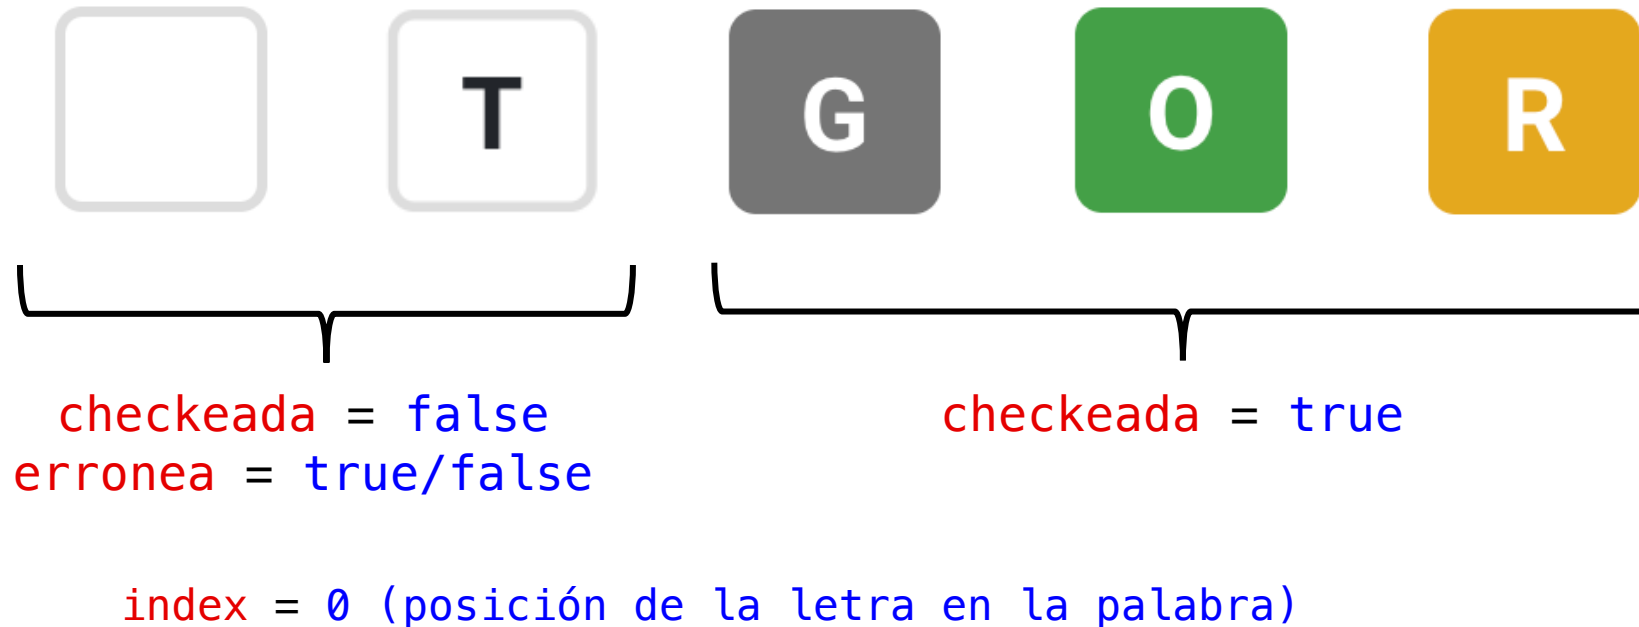 T G O R
checkeada = false
erronea = true/false
checkeada = true
index = 0 (posición de la letra en la palabra)